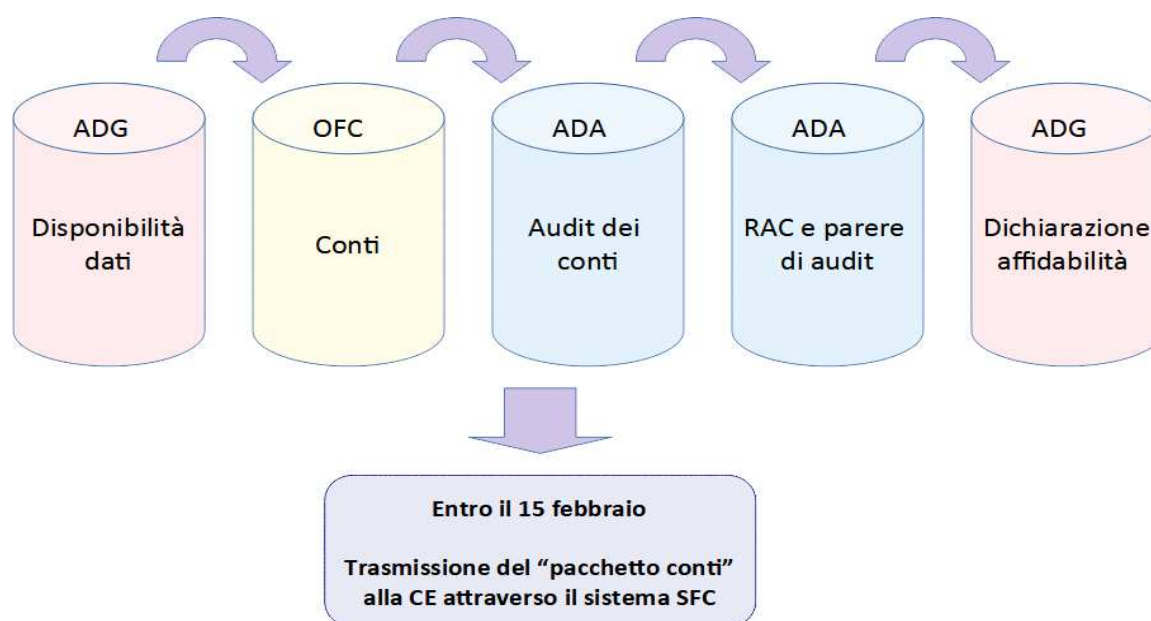 ADG
Disponibilità
dati
OFC
Conti
ADA
Audit dei
conti
ADA
RAC e parere
di audit
ADG
Dichiarazione
affidabilità
Entro il 15 febbraio
Trasmissione del “pacchetto conti”
alla CE attraverso il sistema SFC